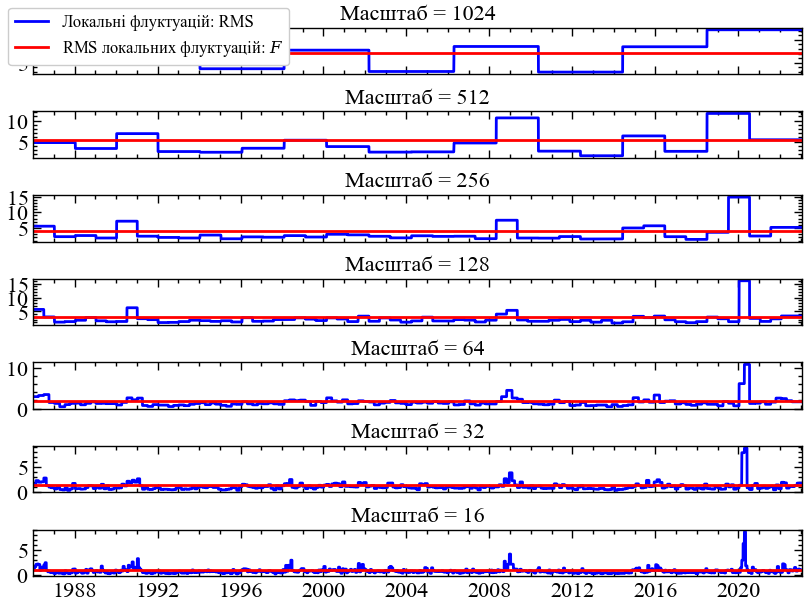 Масштаб = 1024
Локальні флуктуацій: RMS
RMS локальних флуктуацій: F
5
Масштаб = 512
10
5
Масштаб = 256
15
10
5
Масштаб = 128
15
10
5
Масштаб = 64
10
0
Масштаб = 32
5
0
Масштаб = 16
5
0
1988 1992 1996 2000 2004 2008 2012 2016 2020